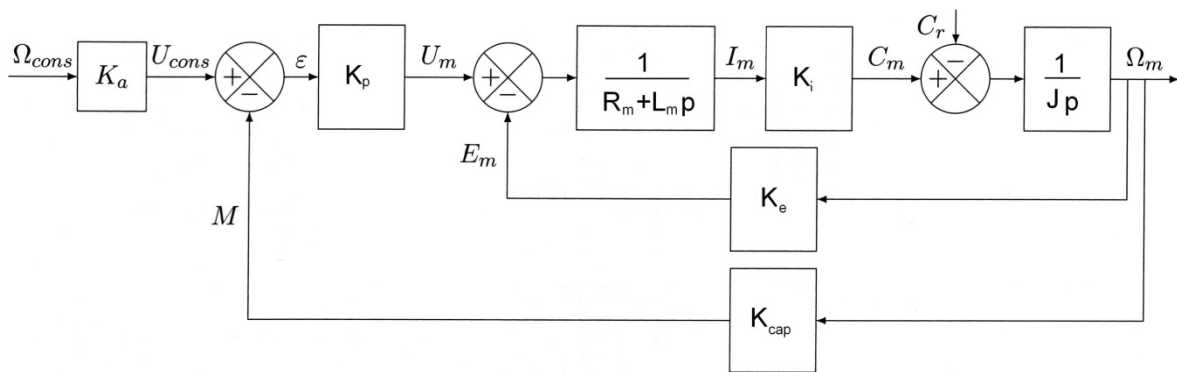 Ω_cons K_a U_cons + − ε K_p U_m + − 1 / (R_m+L_m p) I_m K_i C_m C_r − + 1 / (J p) Ω_m
E_m K_e
M K_cap